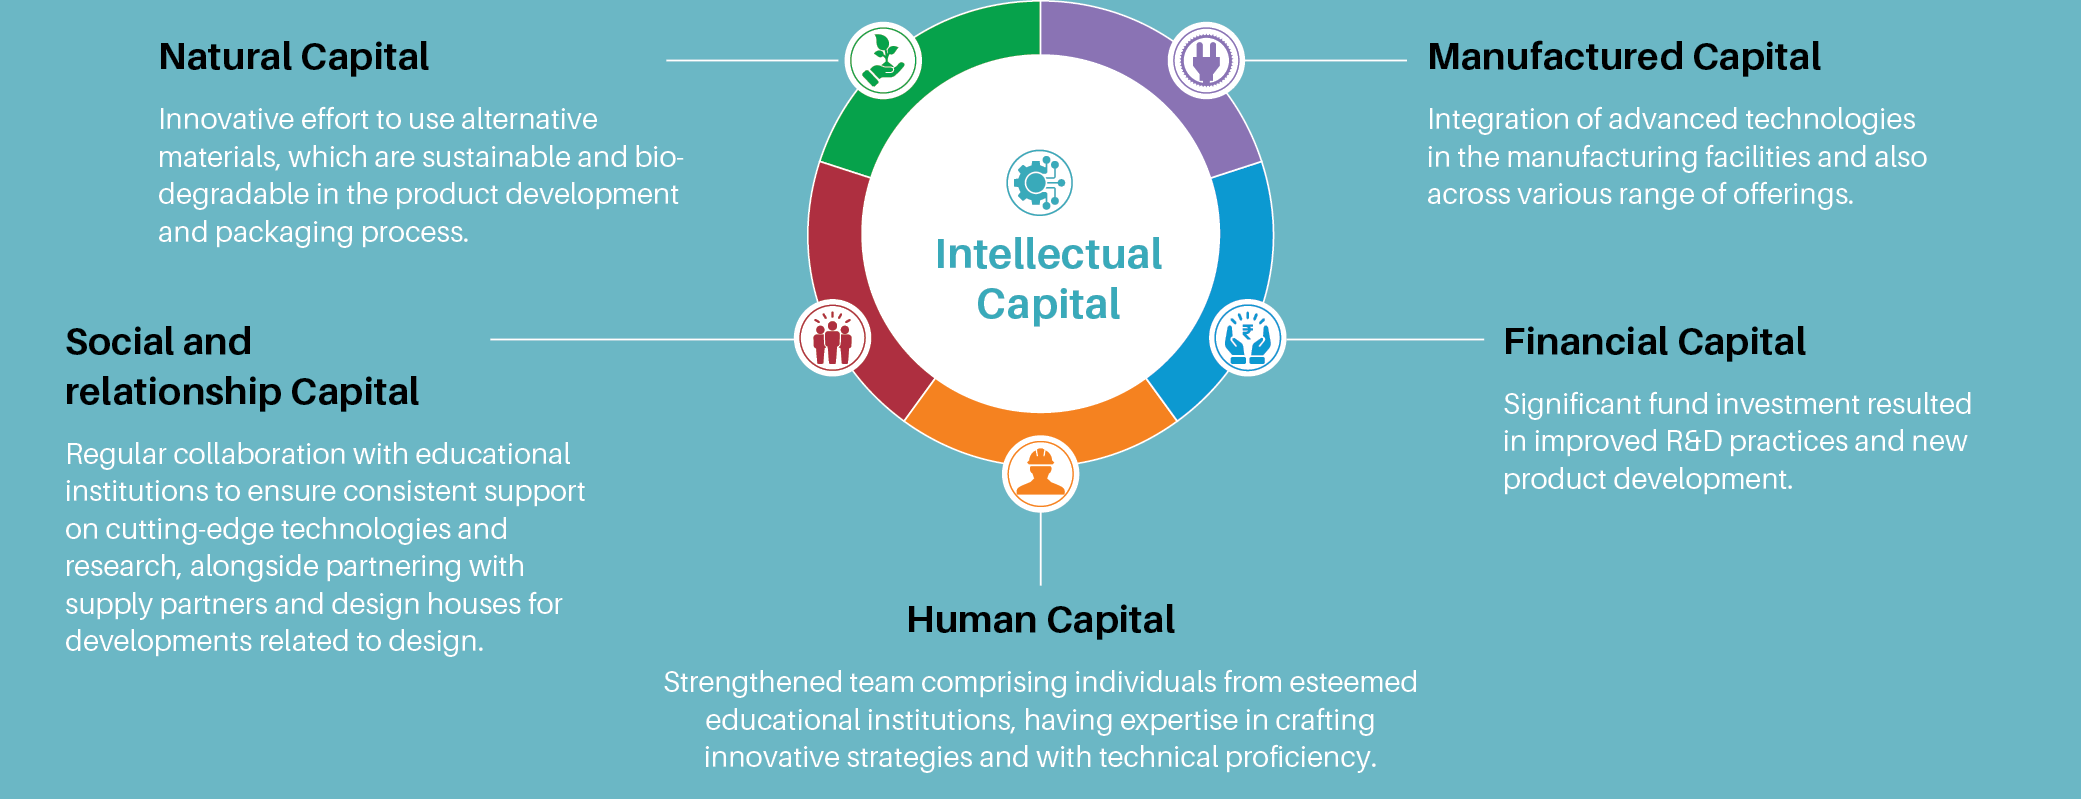 Natural Capital
Innovative effort to use alternative
materials, which are sustainable and bio-
degradable in the product development
and packaging process.
Manufactured Capital
Integration of advanced technologies
in the manufacturing facilities and also
across various range of offerings.
Intellectual
Capital
Social and
relationship Capital
Regular collaboration with educational
institutions to ensure consistent support
on cutting-edge technologies and
research, alongside partnering with
supply partners and design houses for
developments related to design.
₹
Financial Capital
Significant fund investment resulted
in improved R&D practices and new
product development.
Human Capital
Strengthened team comprising individuals from esteemed
educational institutions, having expertise in crafting
innovative strategies and with technical proficiency.